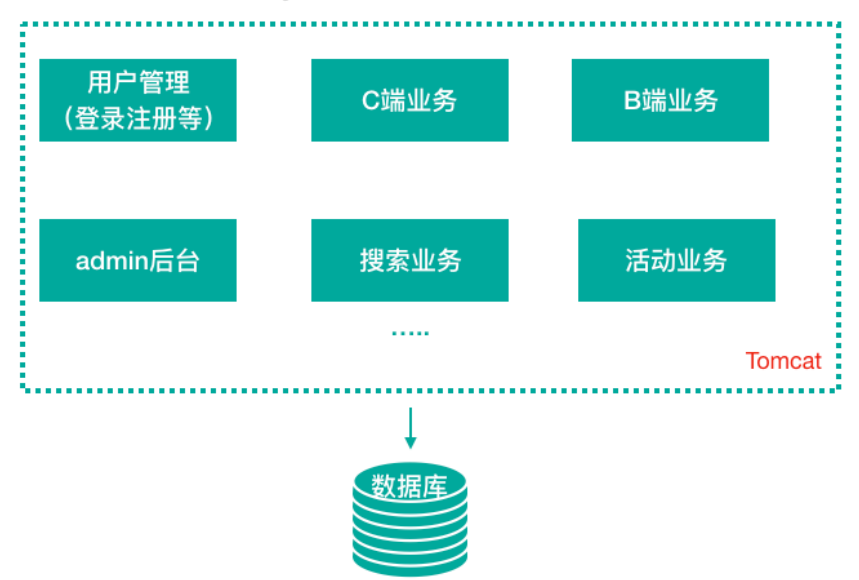 用户管理
（登录注册等）
C端业务
B端业务
admin后台
搜索业务
活动业务
.....
Tomcat
数据库